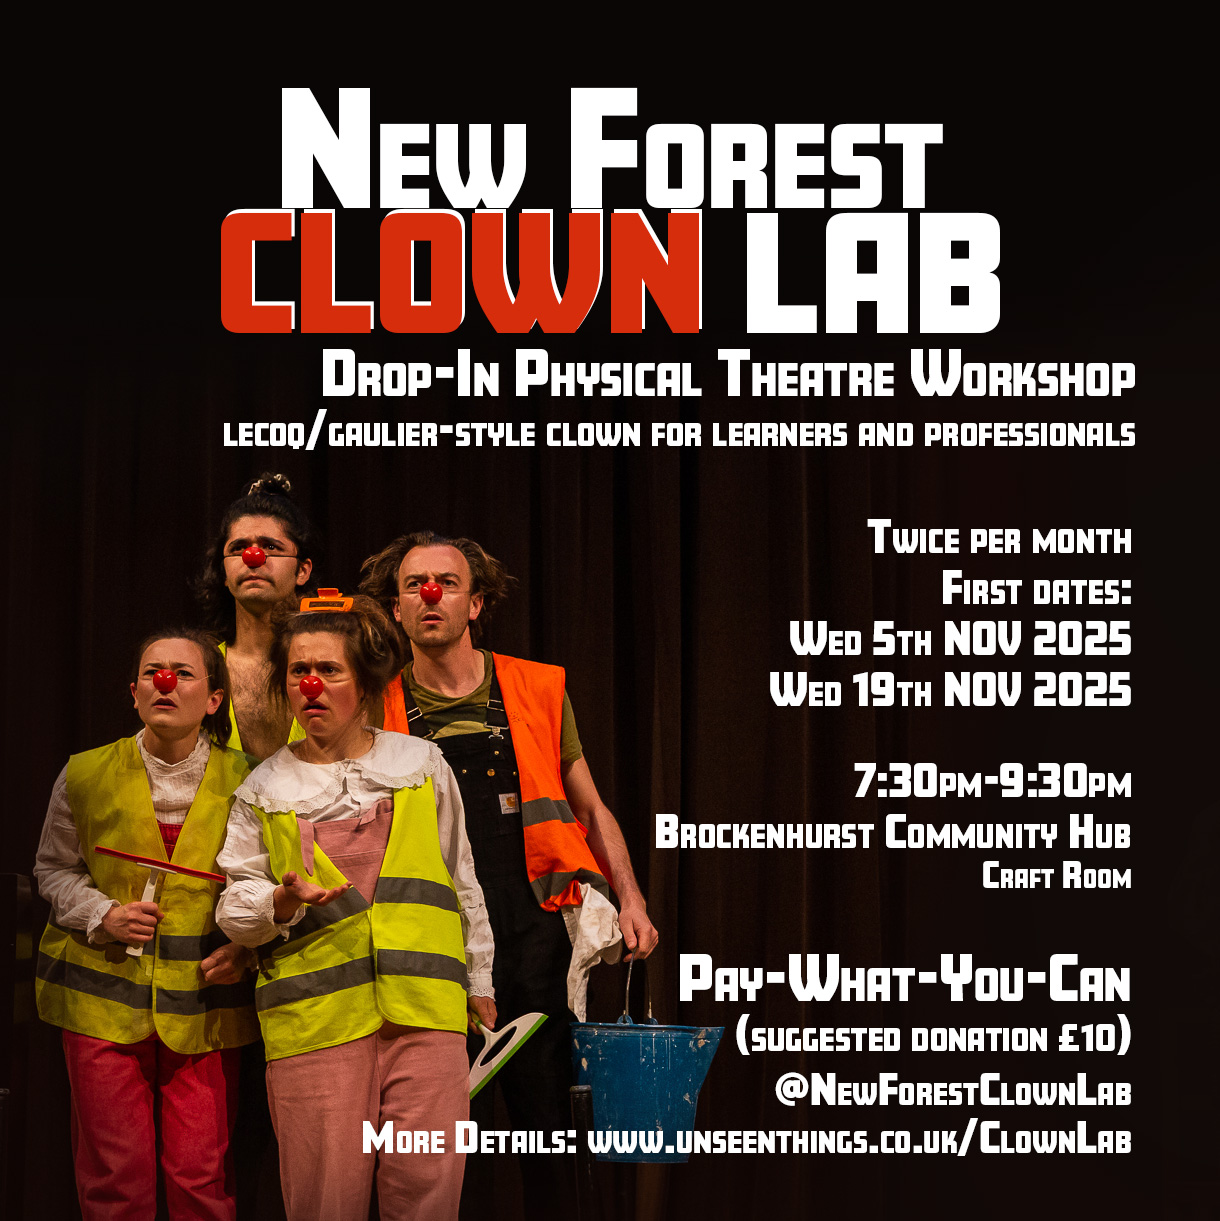 New Forest
CLOWN LAB
Drop-In Physical Theatre Workshop
lecoq/gaulier-style clown for learners and professionals
Twice per month
First dates:
Wed 5th NOV 2025
Wed 19th NOV 2025
7:30pm-9:30pm
Brockenhurst Community Hub
Craft Room
Pay-What-You-Can
(suggested donation £10)
@NewForestClownLab
More Details: www.unseenthings.co.uk/ClownLab